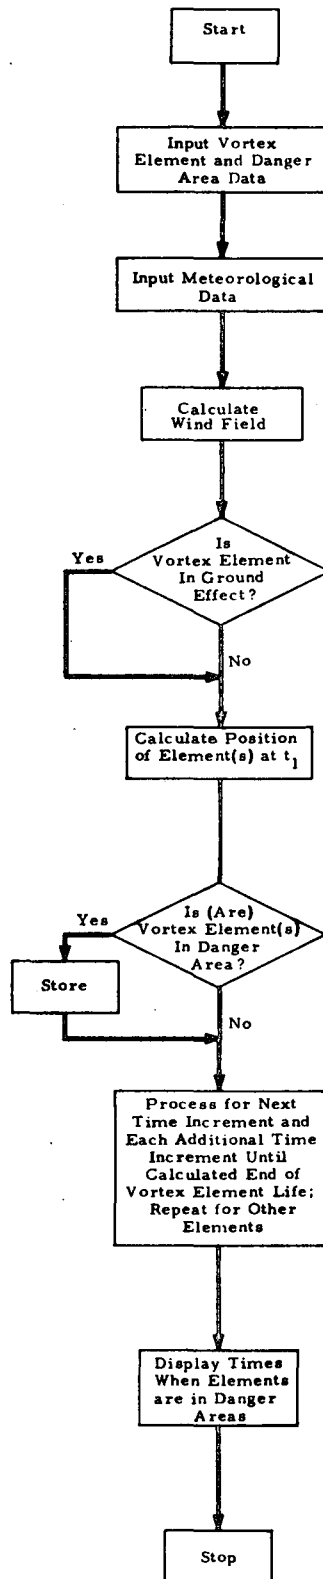 Start
Input Vortex
Element and Danger
Area Data
Input Meteorological
Data
Calculate
Wind Field
Is
Vortex Element
In Ground
Effect?
Yes
No
Calculate Position
of Element(s) at t1
Is (Are)
Vortex Element(s)
In Danger
Area?
Yes
Store
No
Process for Next
Time Increment and
Each Additional Time
Increment Until
Calculated End of
Vortex Element Life;
Repeat for Other
Elements
Display Times
When Elements
are in Danger
Areas
Stop